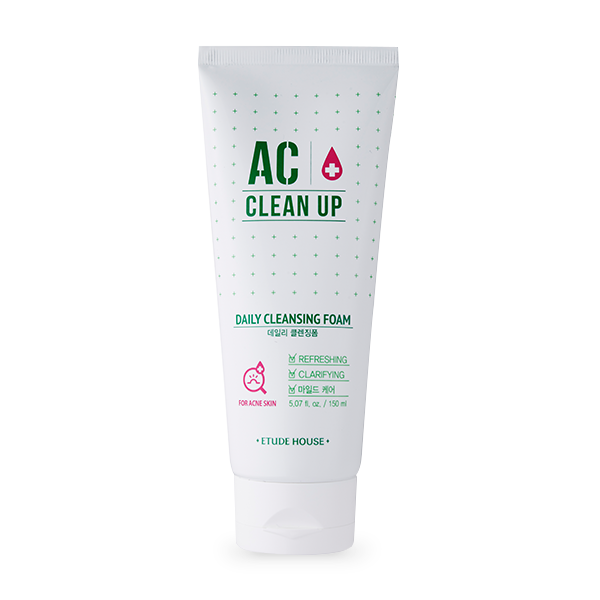 AC
CLEAN UP
DAILY CLEANSING FOAM
데일리 클렌징폼
REFRESHING
CLARIFYING
마일드 케어
FOR ACNE SKIN
5.07 fl. oz. / 150 ml
ETUDE HOUSE